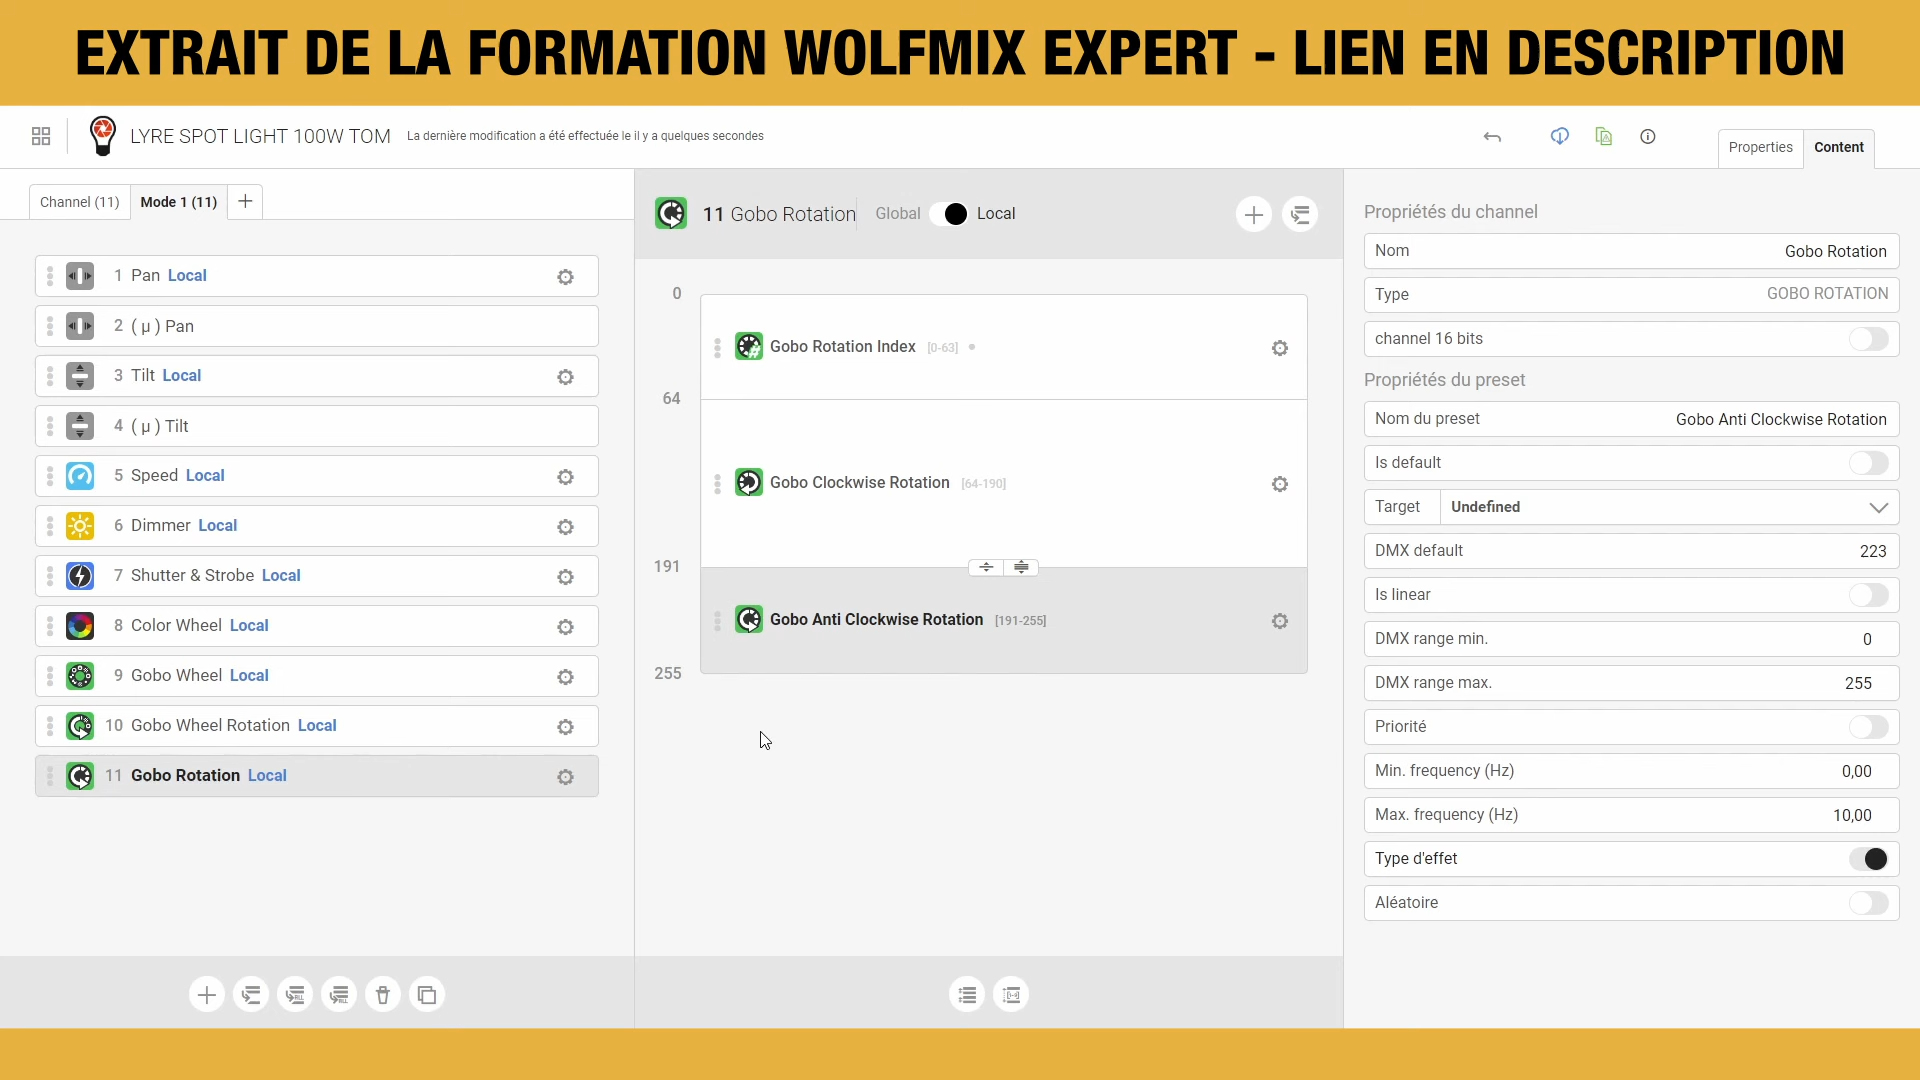 EXTRAIT DE LA FORMATION WOLFMIX EXPERT - LIEN EN DESCRIPTION
LYRE SPOT LIGHT 100W TOM
La dernière modification a été effectuée le il y a quelques secondes
Properties
Content
Channel (11)
Mode 1 (11)
1 Pan Local
2 ( µ ) Pan
3 Tilt Local
4 ( µ ) Tilt
5 Speed Local
6 Dimmer Local
7 Shutter & Strobe Local
8 Color Wheel Local
9 Gobo Wheel Local
10 Gobo Wheel Rotation Local
11 Gobo Rotation Local
11 Gobo Rotation
Global
Local
0
Gobo Rotation Index [0-63]
64
Gobo Clockwise Rotation [64-190]
191
Gobo Anti Clockwise Rotation [191-255]
255
Propriétés du channel
Nom Gobo Rotation
Type GOBO ROTATION
channel 16 bits
Propriétés du preset
Nom du preset Gobo Anti Clockwise Rotation
Is default
Target Undefined
DMX default 223
Is linear
DMX range min. 0
DMX range max. 255
Priorité
Min. frequency (Hz) 0,00
Max. frequency (Hz) 10,00
Type d'effet
Aléatoire